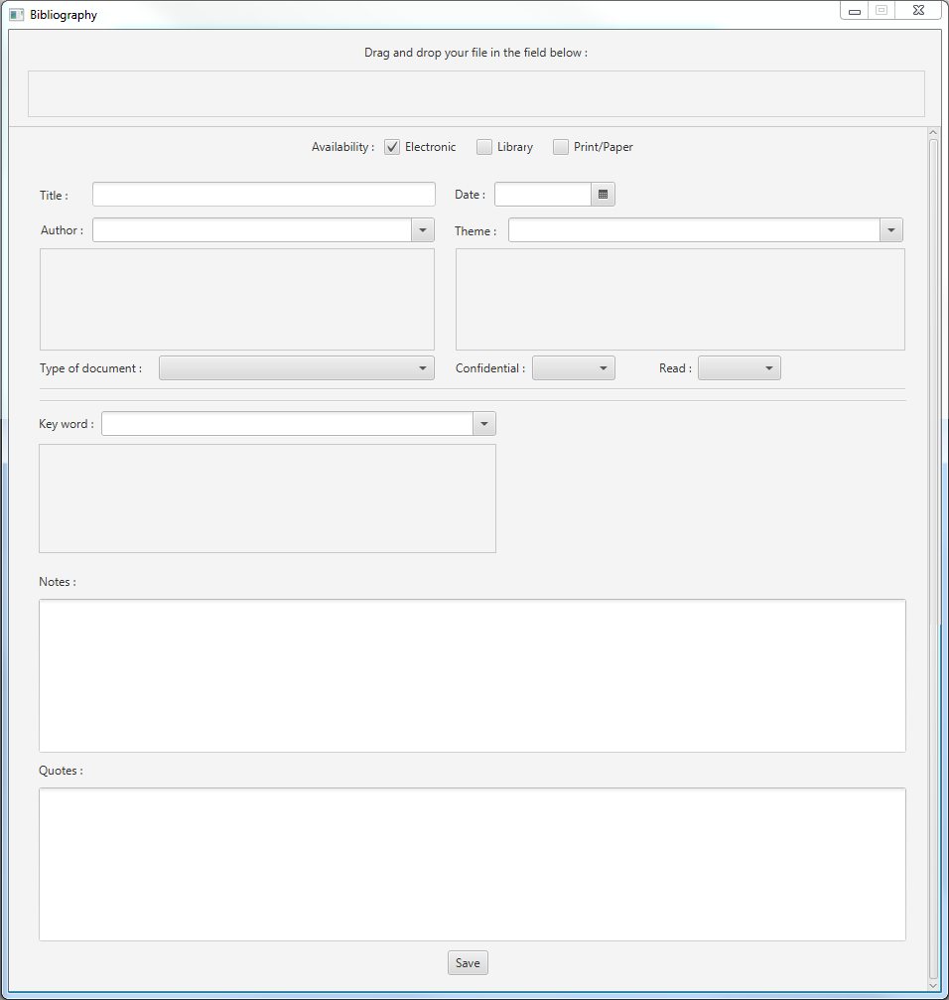 Bibliography
Drag and drop your file in the field below :
Availability : Electronic Library Print/Paper
Title : Date :
Author : Theme :
Type of document : Confidential : Read :
Key word :
Notes :
Quotes :
Save